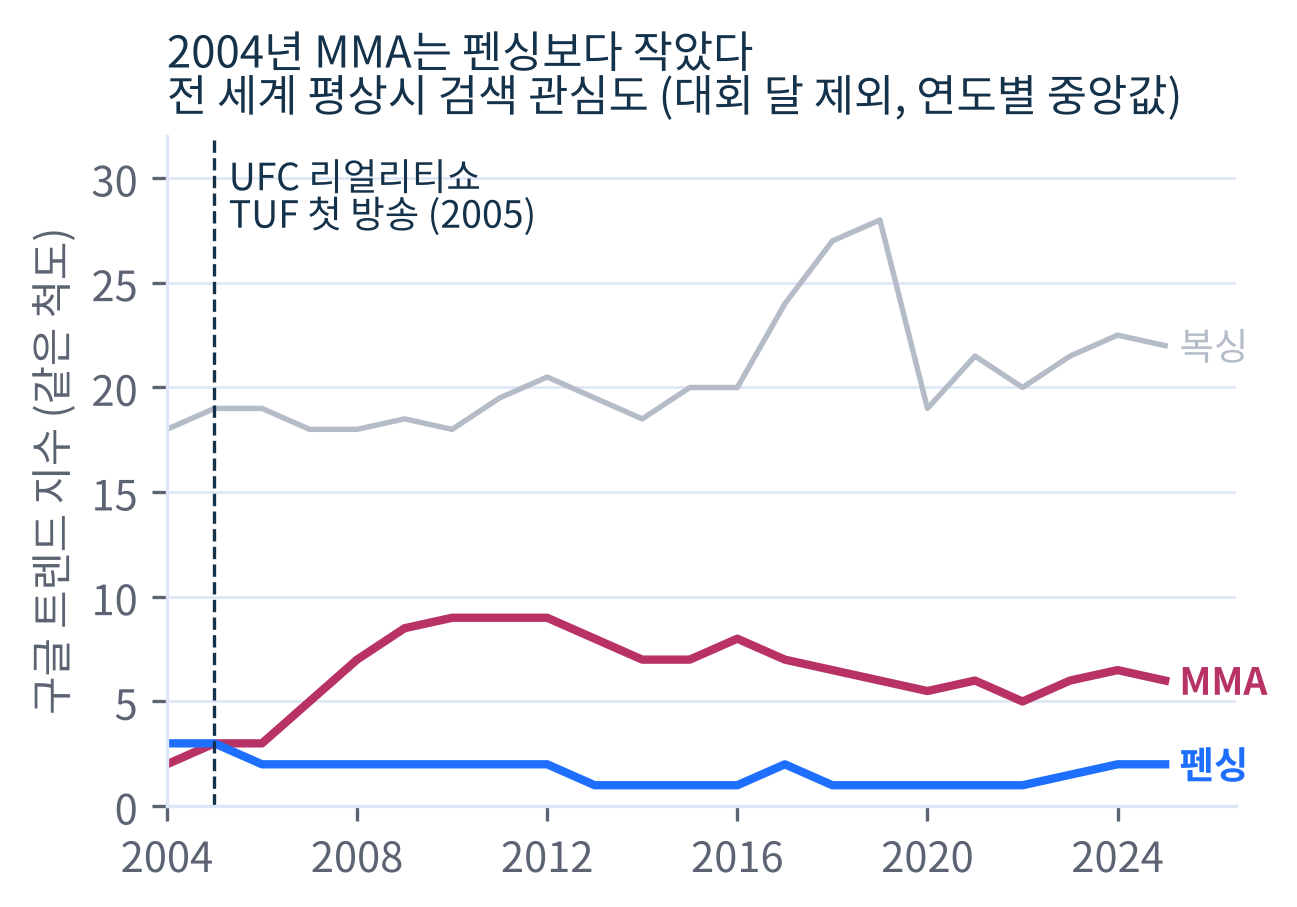 2004년 MMA는 펜싱보다 작았다
전 세계 평상시 검색 관심도 (대회 달 제외, 연도별 중앙값)
UFC 리얼리티쇼
TUF 첫 방송 (2005)
구글 트렌드 지수 (같은 척도)
30
25
20
15
10
5
0
복싱
MMA
펜싱
2004
2008
2012
2016
2020
2024